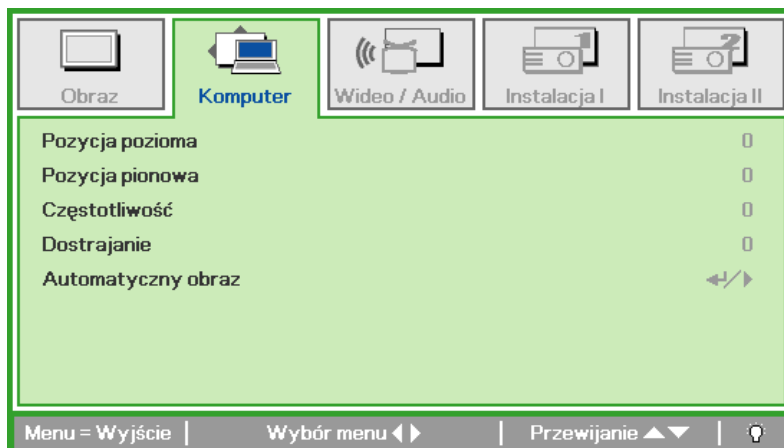 Obraz
Komputer
Wideo / Audio
Instalacja I
Instalacja II
Pozycja pozioma 0
Pozycja pionowa 0
Częstotliwość 0
Dostrajanie 0
Automatyczny obraz
Menu = Wyjście | Wybór menu | Przewijanie |